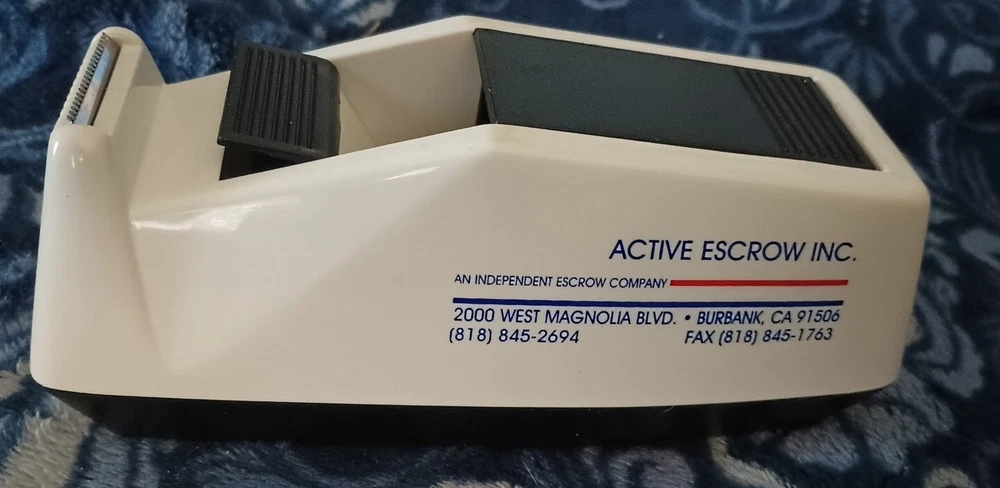 ACTIVE ESCROW INC.
AN INDEPENDENT ESCROW COMPANY
2000 WEST MAGNOLIA BLVD. • BURBANK, CA 91506
(818) 845-2694 FAX (818) 845-1763